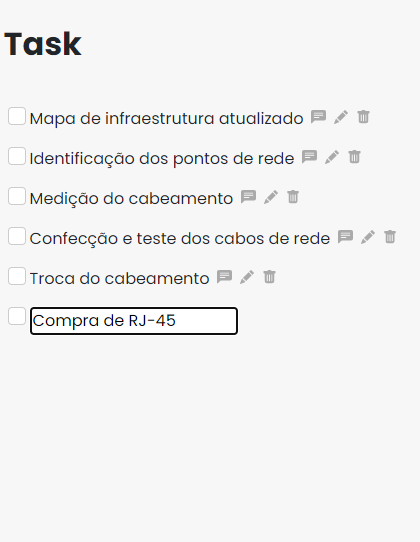 Task
Mapa de infraestrutura atualizado
Identificação dos pontos de rede
Medição do cabeamento
Confecção e teste dos cabos de rede
Troca do cabeamento
Compra de RJ-45